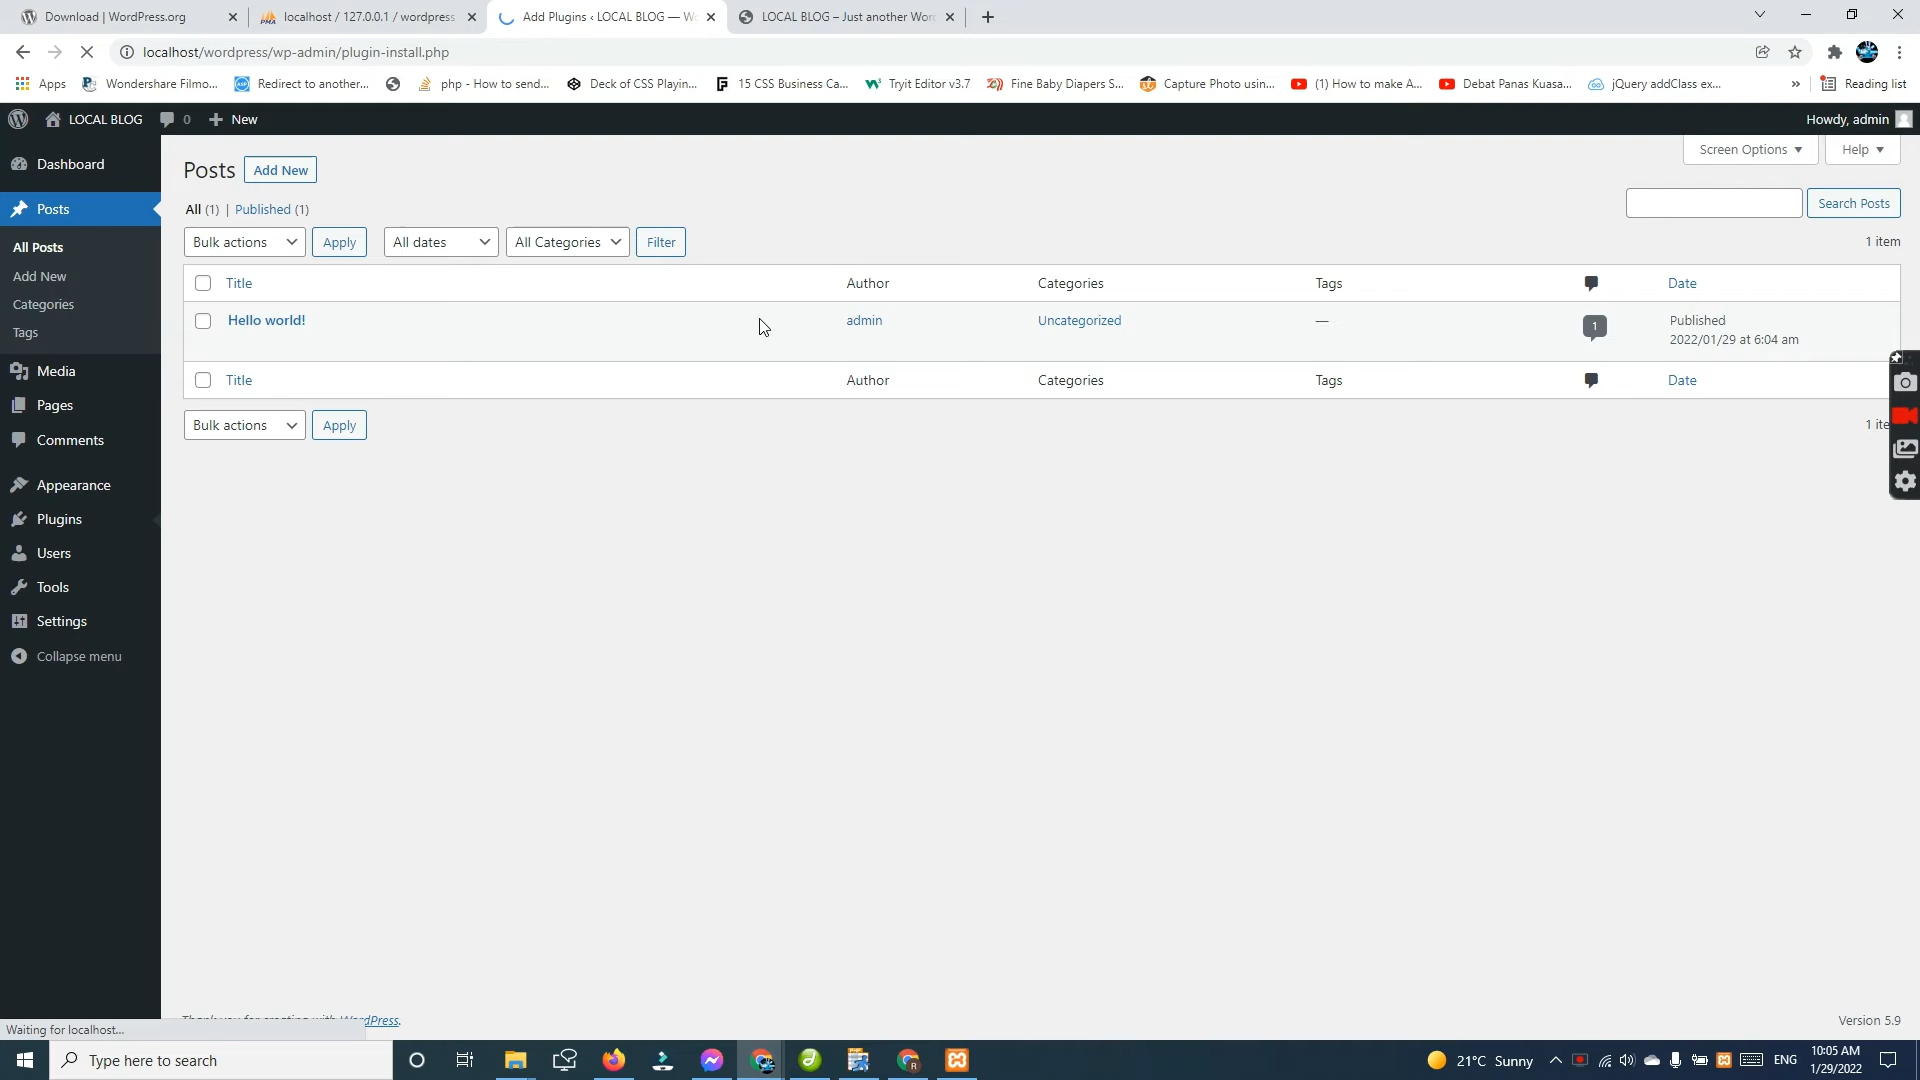 Download | WordPress.org
localhost / 127.0.0.1 / wordpress
Add Plugins ‹ LOCAL BLOG — Wo
LOCAL BLOG – Just another Wor
localhost/wordpress/wp-admin/plugin-install.php
Apps
Wondershare Filmo...
Redirect to another...
php - How to send...
Deck of CSS Playin...
15 CSS Business Ca...
Tryit Editor v3.7
Fine Baby Diapers S...
Capture Photo usin...
(1) How to make A...
Debat Panas Kuasa...
jQuery addClass ex...
»
Reading list
LOCAL BLOG
0
New
Howdy, admin
Dashboard
Posts
All Posts
Add New
Categories
Tags
Media
Pages
Comments
Appearance
Plugins
Users
Tools
Settings
Collapse menu
Posts
Add New
Screen Options
Help
All (1) | Published (1)
Search Posts
Bulk actions
Apply
All dates
All Categories
Filter
1 item
Title
Author
Categories
Tags
Date
Hello world!
admin
Uncategorized
—
1
Published
2022/01/29 at 6:04 am
Title
Author
Categories
Tags
Date
Bulk actions
Apply
1 ite
Thank you for creating with WordPress.
Version 5.9
Waiting for localhost...
Type here to search
21°C Sunny
ENG
10:05 AM
1/29/2022